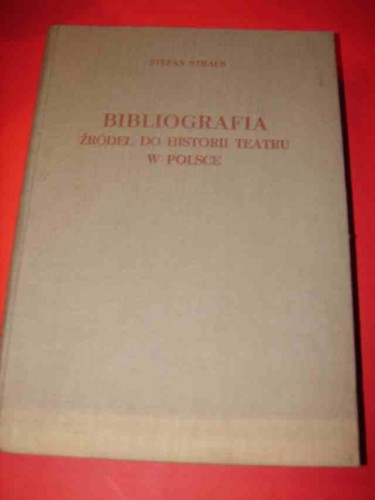 STEFAN STRAUS
BIBLIOGRAFIA
ŹRÓDEŁ DO HISTORII TEATRU
W POLSCE